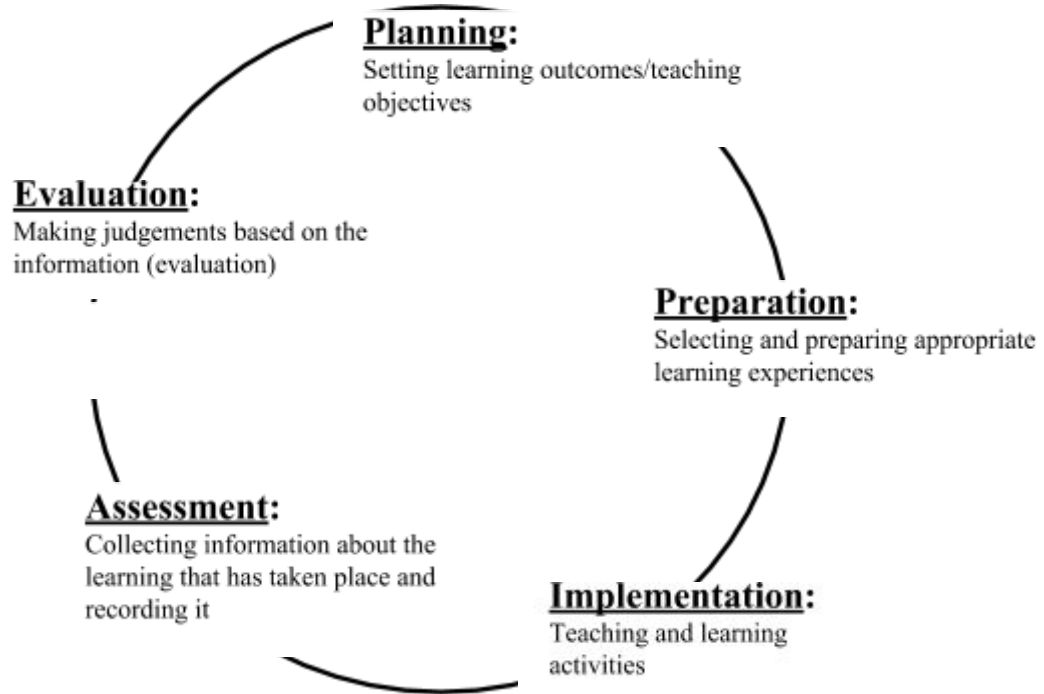 Planning:
Setting learning outcomes/teaching
objectives
Preparation:
Selecting and preparing appropriate
learning experiences
Implementation:
Teaching and learning
activities
Assessment:
Collecting information about the
learning that has taken place and
recording it
Evaluation:
Making judgements based on the
information (evaluation)